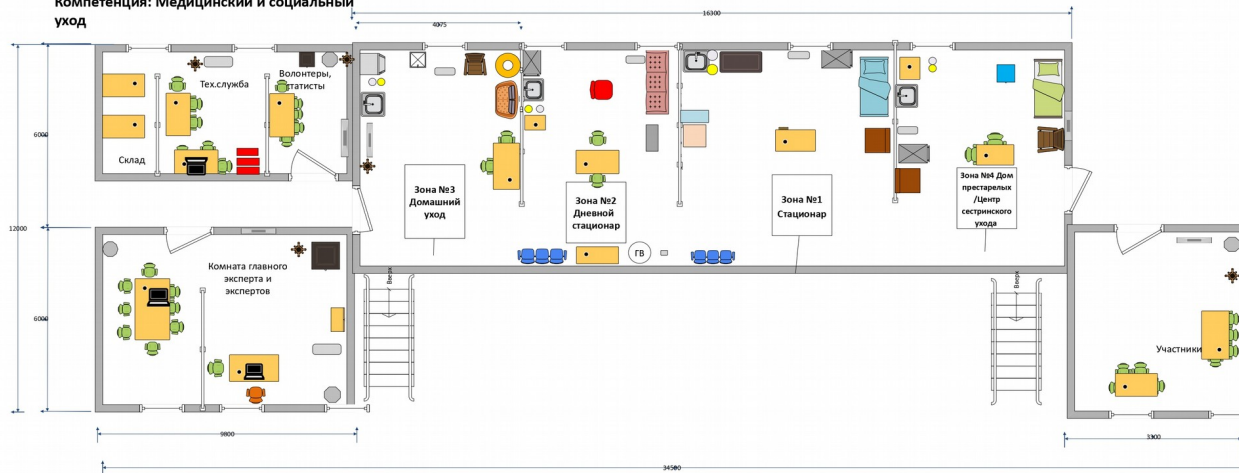 Компетенция: Медицинский и социальный
уход
16300
4075
Тех.служба
Волонтеры,
статисты
Склад
6000
12000
6000
Зона №3
Домашний
уход
Зона №2
Дневной
стационар
Зона №1
Стационар
Зона №4 Дом
престарелых
/Центр
сестринского
ухода
ГВ
Комната главного
эксперта и
экспертов
Вверх
Вверх
Участники
9800
3300
34500